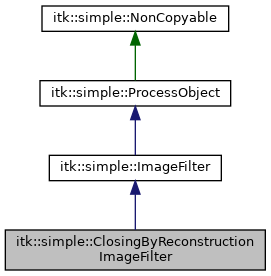 itk::simple::NonCopyable
itk::simple::ProcessObject
itk::simple::ImageFilter
itk::simple::ClosingByReconstruction
ImageFilter